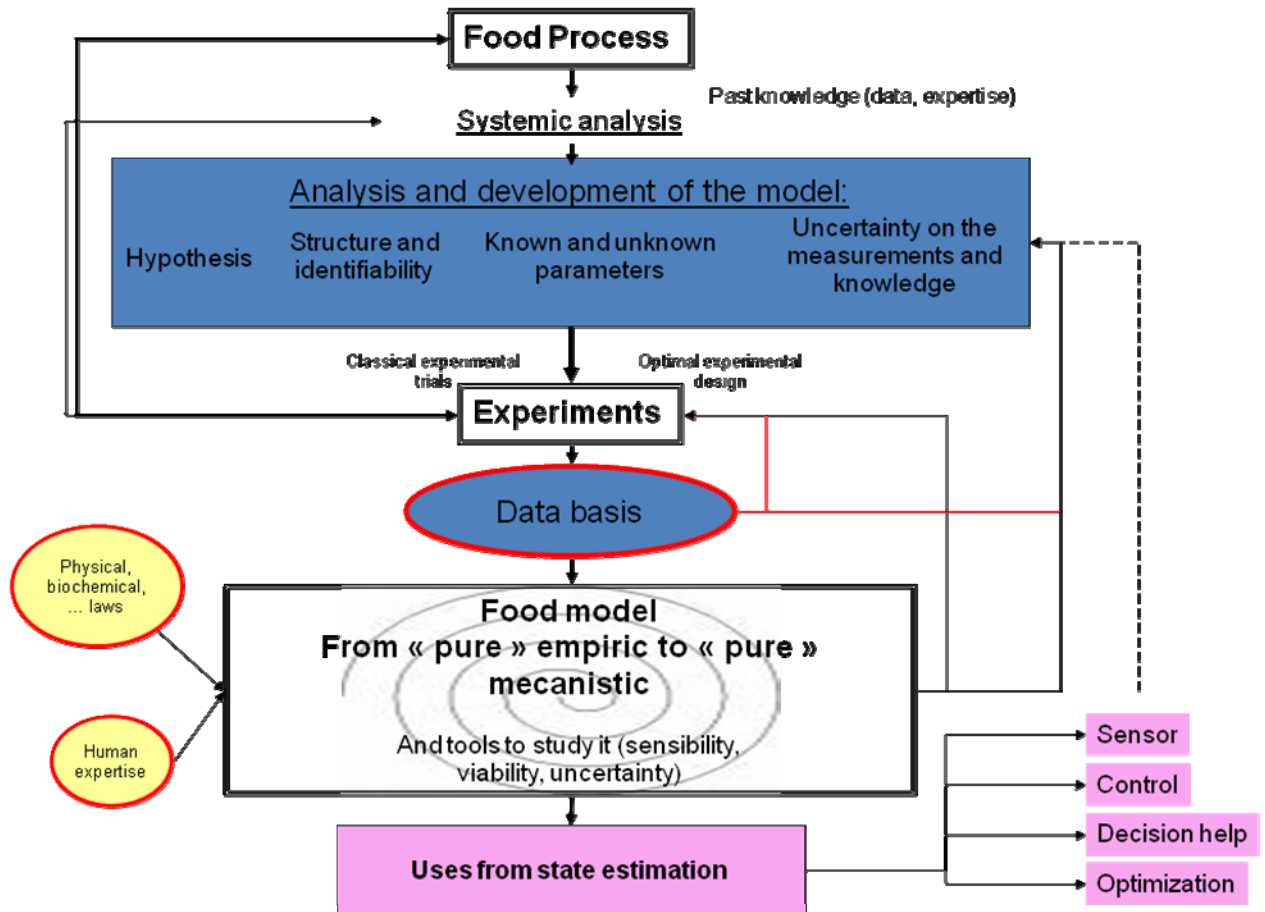 Food Process
Past knowledge (data, expertise)
Systemic analysis
Analysis and development of the model:
Hypothesis
Structure and
identifiability
Known and unknown
parameters
Uncertainty on the
measurements and
knowledge
Classical experimental
trials
Optimal experimental
design
Experiments
Data basis
Physical,
biochemical,
... laws
Food model
From « pure » empiric to « pure »
mecanistic
And tools to study it (sensibility,
viability, uncertainty)
Human
expertise
Uses from state estimation
Sensor
Control
Decision help
Optimization